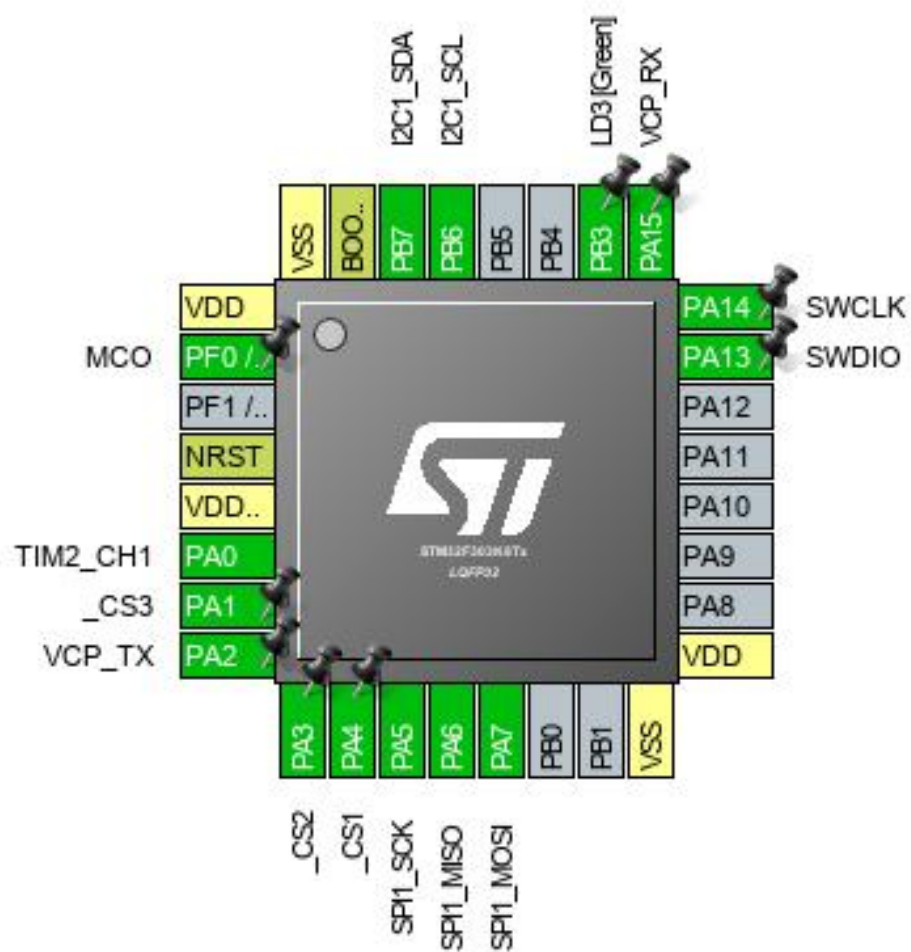 I2C1_SDA
I2C1_SCL
LD3 [Green]
VCP_RX
VSS
BOO..
PB7
PB6
PB5
PB4
PB3
PA15
VDD
MCO PF0 /..
PF1 /..
NRST
VDD..
TIM2_CH1 PA0
_CS3 PA1
VCP_TX PA2
PA14 SWCLK
PA13 SWDIO
PA12
PA11
PA10
PA9
PA8
VDD
ST
LQFP32
PA3
PA4
PA5
PA6
PA7
PB0
PB1
VSS
_CS2
_CS1
SPI1_SCK
SPI1_MISO
SPI1_MOSI